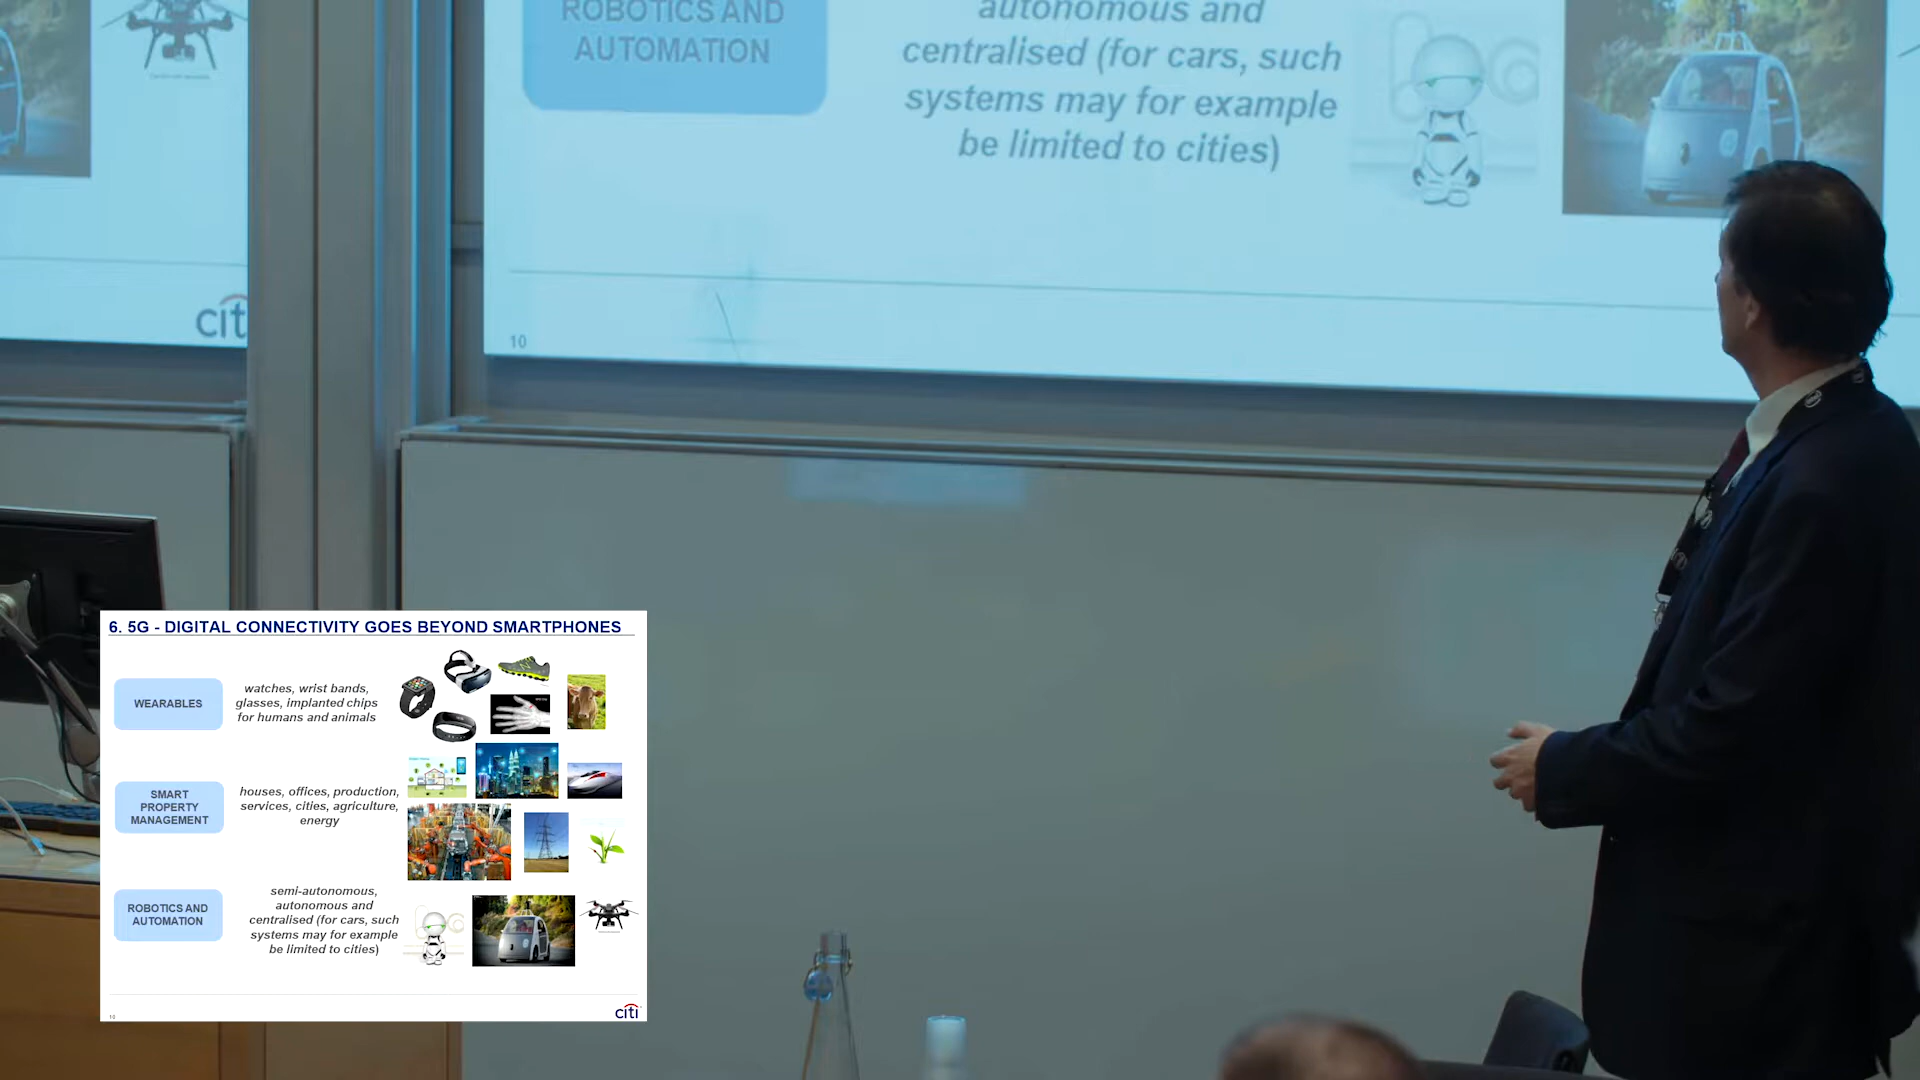 ROBOTICS AND
AUTOMATION
autonomous and
centralised (for cars, such
systems may for example
be limited to cities)
citi
10
6. 5G - DIGITAL CONNECTIVITY GOES BEYOND SMARTPHONES
WEARABLES
watches, wrist bands,
glasses, implanted chips
for humans and animals
SMART
PROPERTY
MANAGEMENT
houses, offices, production,
services, cities, agriculture,
energy
ROBOTICS AND
AUTOMATION
semi-autonomous,
autonomous and
centralised (for cars, such
systems may for example
be limited to cities)
10
citi